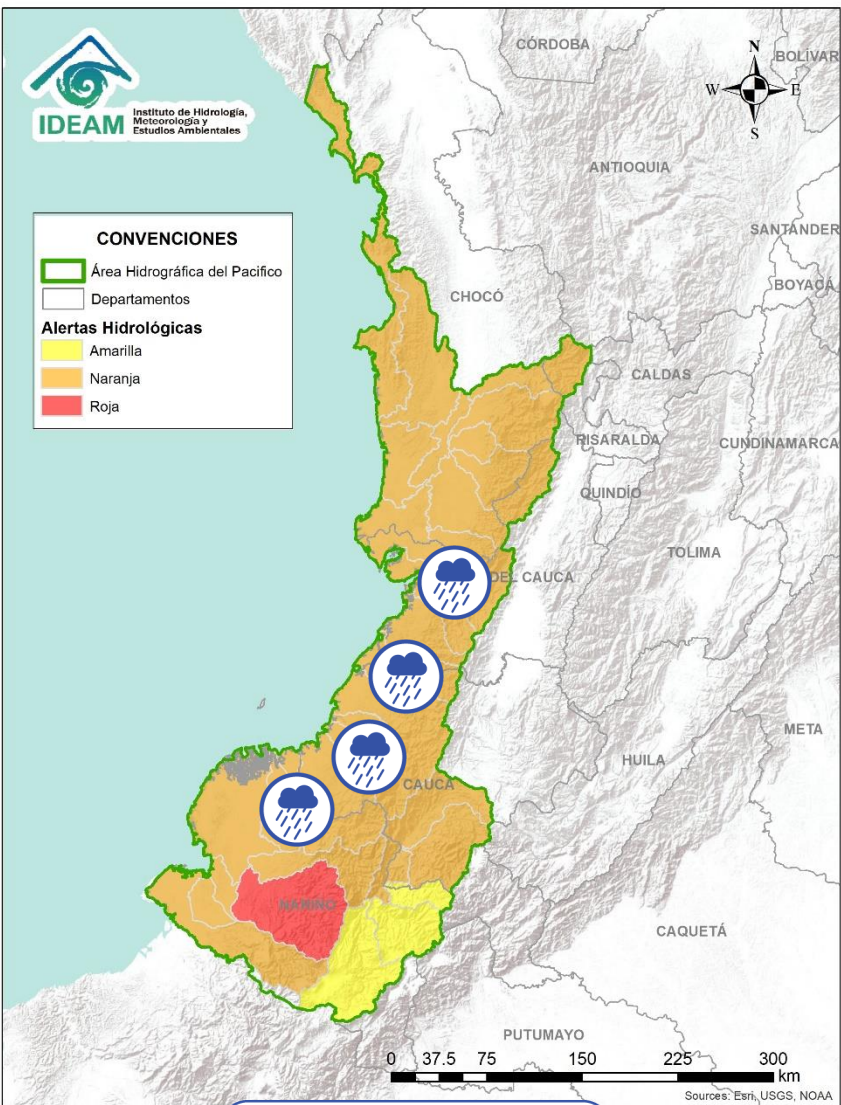 IDEAM
Instituto de Hidrología,
Meteorología y
Estudios Ambientales
CÓRDOBA
BOLÍVAR
N
W
E
S
ANTIOQUIA
SANTANDER
BOYACÁ
CONVENCIONES
Área Hidrográfica del Pacifico
Departamentos
Alertas Hidrológicas
Amarilla
Naranja
Roja
CHOCÓ
CALDAS
RISARALDA
CUNDINAMARCA
QUINDÍO
TOLIMA
DEL CAUCA
META
HUILA
CAUCA
NARIÑO
CAQUETÁ
PUTUMAYO
0 37.5 75 150 225 300
km
Sources: Esri, USGS, NOAA